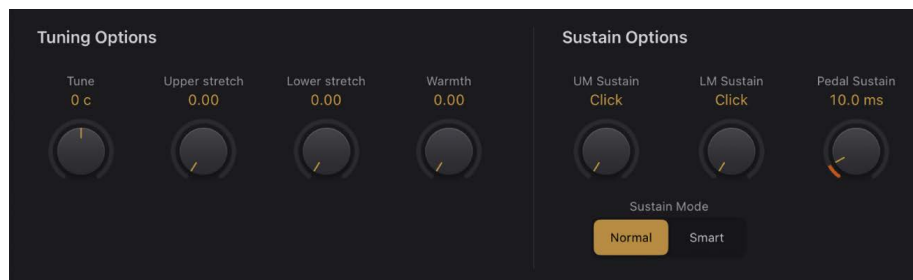 Tuning Options
Tune
0 c
Upper stretch
0.00
Lower stretch
0.00
Warmth
0.00
Sustain Options
UM Sustain
Click
LM Sustain
Click
Pedal Sustain
10.0 ms
Sustain Mode
Normal
Smart